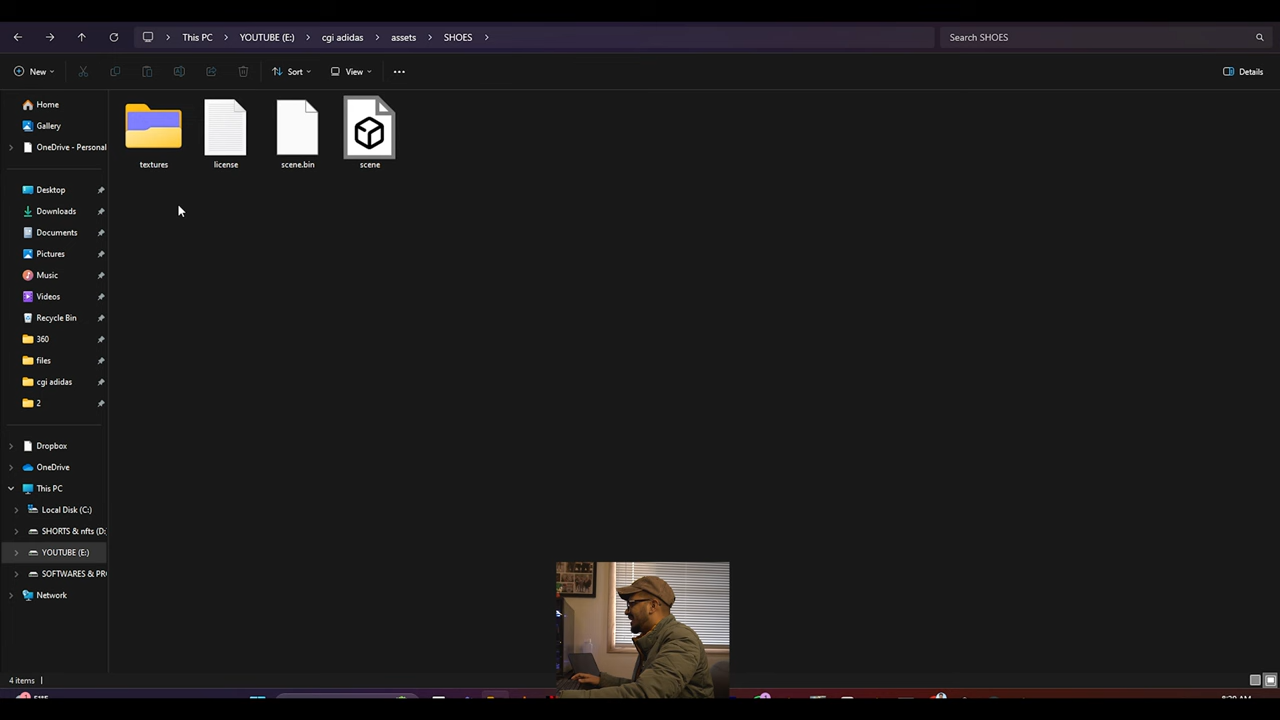 This PC
YOUTUBE (E:)
cgi adidas
assets
SHOES
Search SHOES
New
Sort
View
Details
Home
Gallery
OneDrive - Personal
Desktop
Downloads
Documents
Pictures
Music
Videos
Recycle Bin
360
files
cgi adidas
2
Dropbox
OneDrive
This PC
Local Disk (C:)
SHORTS & nfts (D:
YOUTUBE (E:)
SOFTWARES & PR
Network
textures
license
scene.bin
scene
4 items